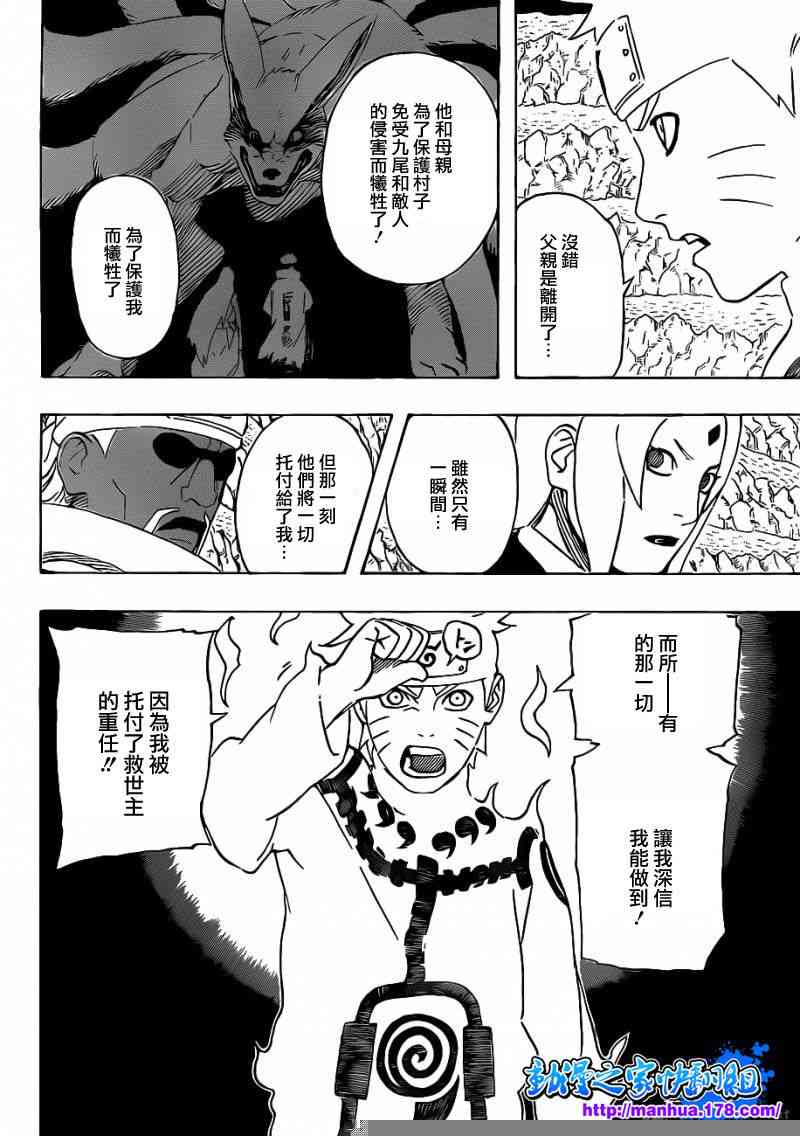 沒錯
父親是離開了…
他和母親
為了保護村子
免受九尾和敵人
的侵害而犧牲了！
為了保護我
而犧牲了
雖然只有
一瞬間…
但那一刻
他們將一切
托付給了我…
而所——有
的那一切
讓我深信
我能做到！
トン
因為我被
托付了救世主
的重任！！
動漫之家快翻組
http://manhua.178.com/